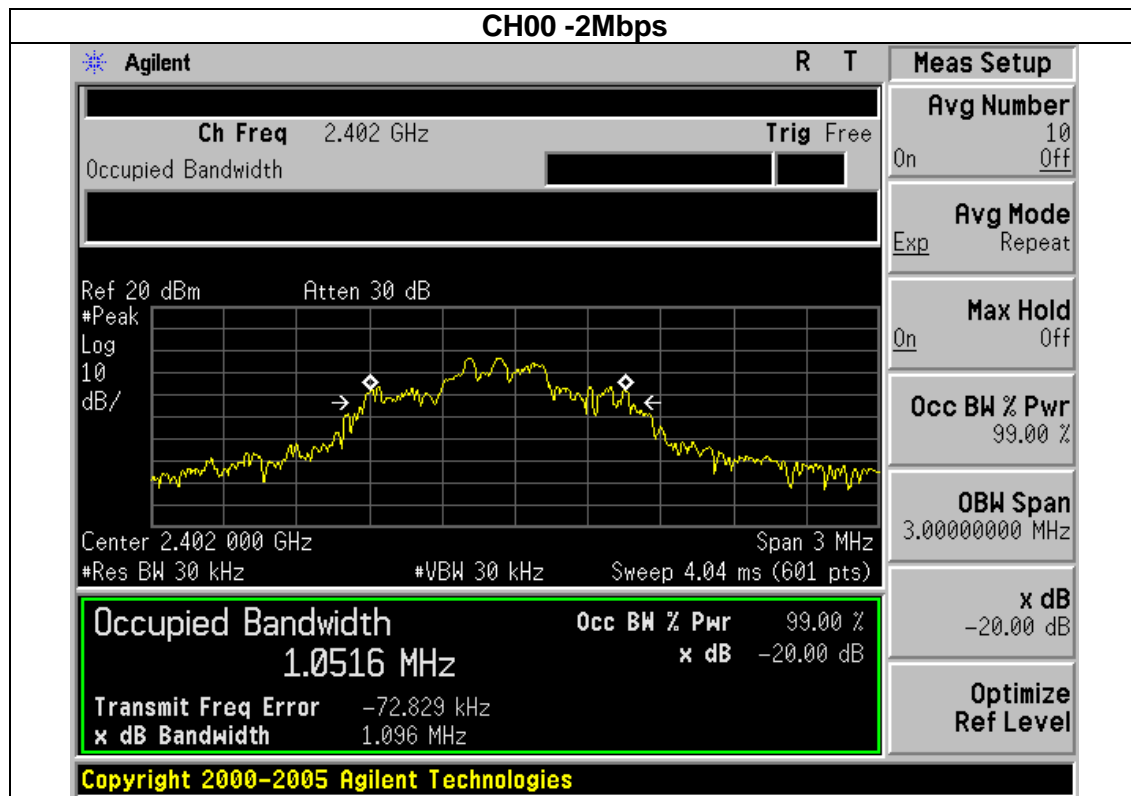 CH00 -2Mbps
Agilent R T
Ch Freq 2.402 GHz Trig Free
Occupied Bandwidth
Ref 20 dBm Atten 30 dB
#Peak
Log
10
dB/
Center 2.402 000 GHz Span 3 MHz
#Res BW 30 kHz #VBW 30 kHz Sweep 4.04 ms (601 pts)
Occupied Bandwidth Occ BW % Pwr 99.00 %
1.0516 MHz x dB -20.00 dB
Transmit Freq Error -72.829 kHz
x dB Bandwidth 1.096 MHz
Copyright 2000-2005 Agilent Technologies
Meas Setup
Avg Number
10
On Off
Avg Mode
Exp Repeat
Max Hold
On Off
Occ BW % Pwr
99.00 %
OBW Span
3.00000000 MHz
x dB
-20.00 dB
Optimize
Ref Level